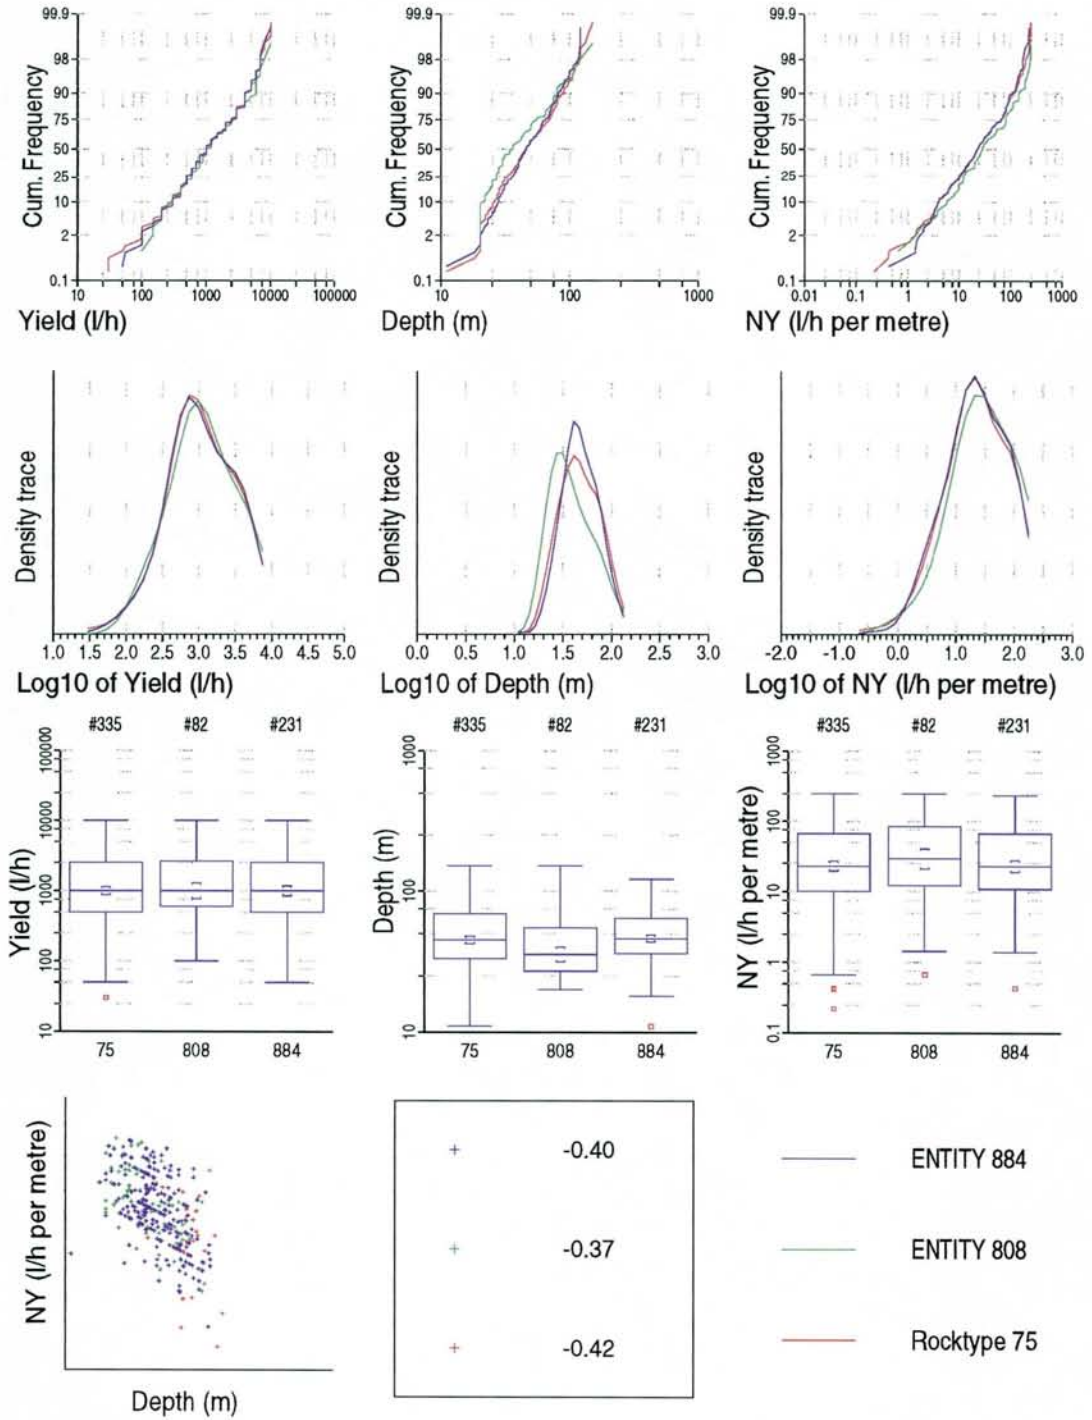 99.9 99.9 99.9
98 98 98
90 90 90
75 75 75
50 50 50
25 25 25
10 10 10
2 2 2
0.1 0.1 0.1
Cum. Frequency Cum. Frequency Cum. Frequency
10 100 1000 10000 100000 10 100 1000 0.01 0.1 1 10 100 1000
Yield (l/h) Depth (m) NY (l/h per metre)
Density trace Density trace Density trace
1.0 1.5 2.0 2.5 3.0 3.5 4.0 4.5 5.0 0.0 0.5 1.0 1.5 2.0 2.5 3.0 -2.0 -1.0 0.0 1.0 2.0 3.0
Log10 of Yield (l/h) Log10 of Depth (m) Log10 of NY (l/h per metre)
#335 #82 #231 #335 #82 #231 #335 #82 #231
100000 1000 1000
10000 100
1000 100 10
100 1
10 10 0.1
Yield (l/h) Depth (m) NY (l/h per metre)
75 808 884 75 808 884 75 808 884
NY (l/h per metre)
Depth (m)
+ -0.40
+ -0.37
+ -0.42
ENTITY 884
ENTITY 808
Rocktype 75